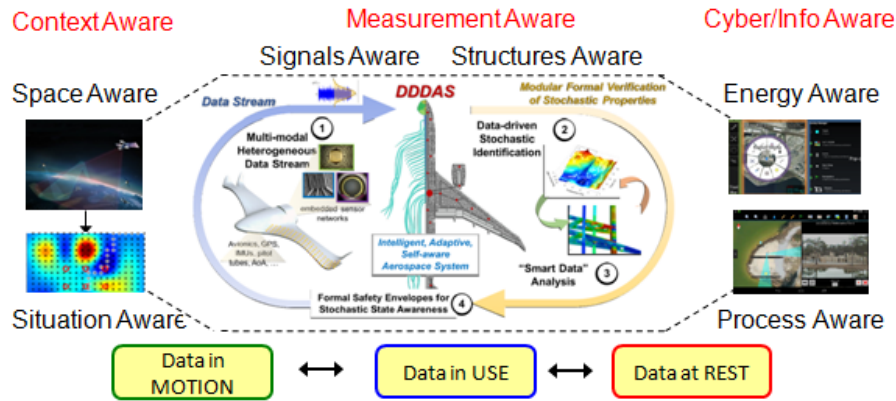 Context Aware
Measurement Aware
Cyber/Info Aware
Signals Aware
Structures Aware
Space Aware
Energy Aware
Data Stream
DDDAS
Modular Formal Verification
of Stochastic Properties
1
Multi-modal
Heterogeneous
Data Stream
2
Data-driven
Stochastic
Identification
embedded sensor
networks
Avionics, GPS,
IMUs, pilot
tubes, AoA, ...
Intelligent, Adaptive,
Self-aware
Aerospace System
"Smart Data"
Analysis
3
Formal Safety Envelopes for
Stochastic State Awareness
4
Situation Aware
Process Aware
Data in
MOTION
Data in USE
Data at REST